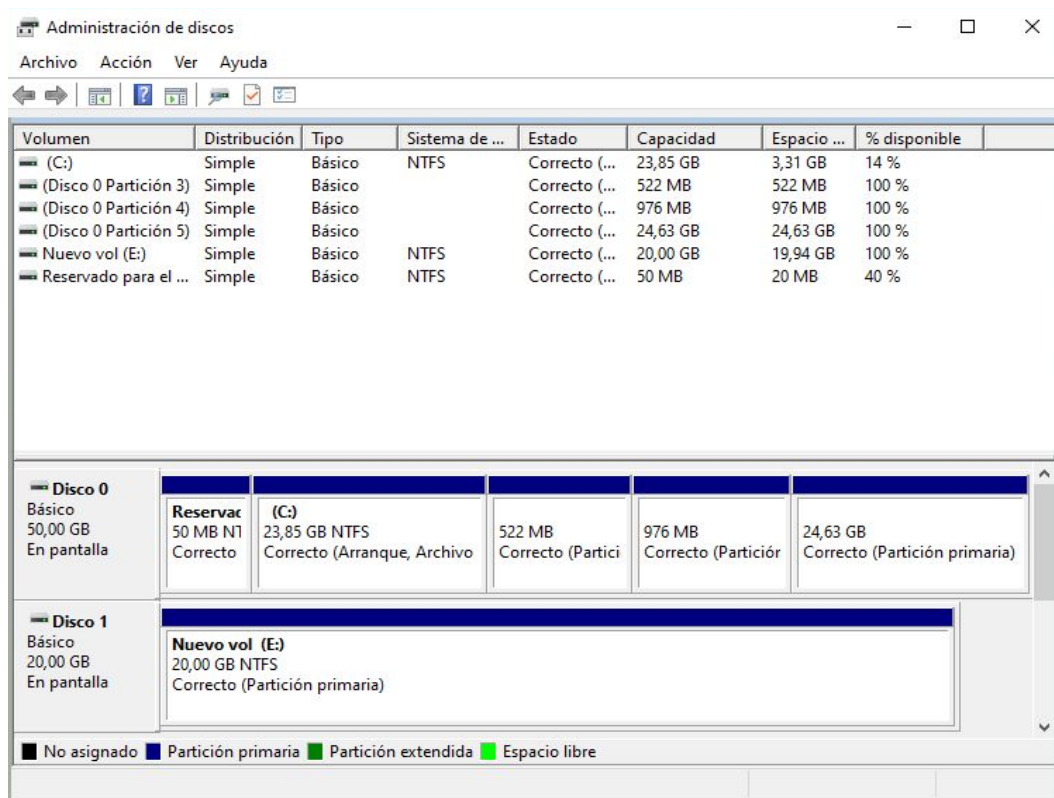 Administración de discos
Archivo Acción Ver Ayuda
Volumen Distribución Tipo Sistema de ... Estado Capacidad Espacio ... % disponible
(C:) Simple Básico NTFS Correcto (... 23,85 GB 3,31 GB 14 %
(Disco 0 Partición 3) Simple Básico Correcto (... 522 MB 522 MB 100 %
(Disco 0 Partición 4) Simple Básico Correcto (... 976 MB 976 MB 100 %
(Disco 0 Partición 5) Simple Básico Correcto (... 24,63 GB 24,63 GB 100 %
Nuevo vol (E:) Simple Básico NTFS Correcto (... 20,00 GB 19,94 GB 100 %
Reservado para el ... Simple Básico NTFS Correcto (... 50 MB 20 MB 40 %
Disco 0
Básico
50,00 GB
En pantalla
Reservac
50 MB NT
Correcto
(C:)
23,85 GB NTFS
Correcto (Arranque, Archivo
522 MB
Correcto (Partici
976 MB
Correcto (Partición
24,63 GB
Correcto (Partición primaria)
Disco 1
Básico
20,00 GB
En pantalla
Nuevo vol (E:)
20,00 GB NTFS
Correcto (Partición primaria)
No asignado Partición primaria Partición extendida Espacio libre